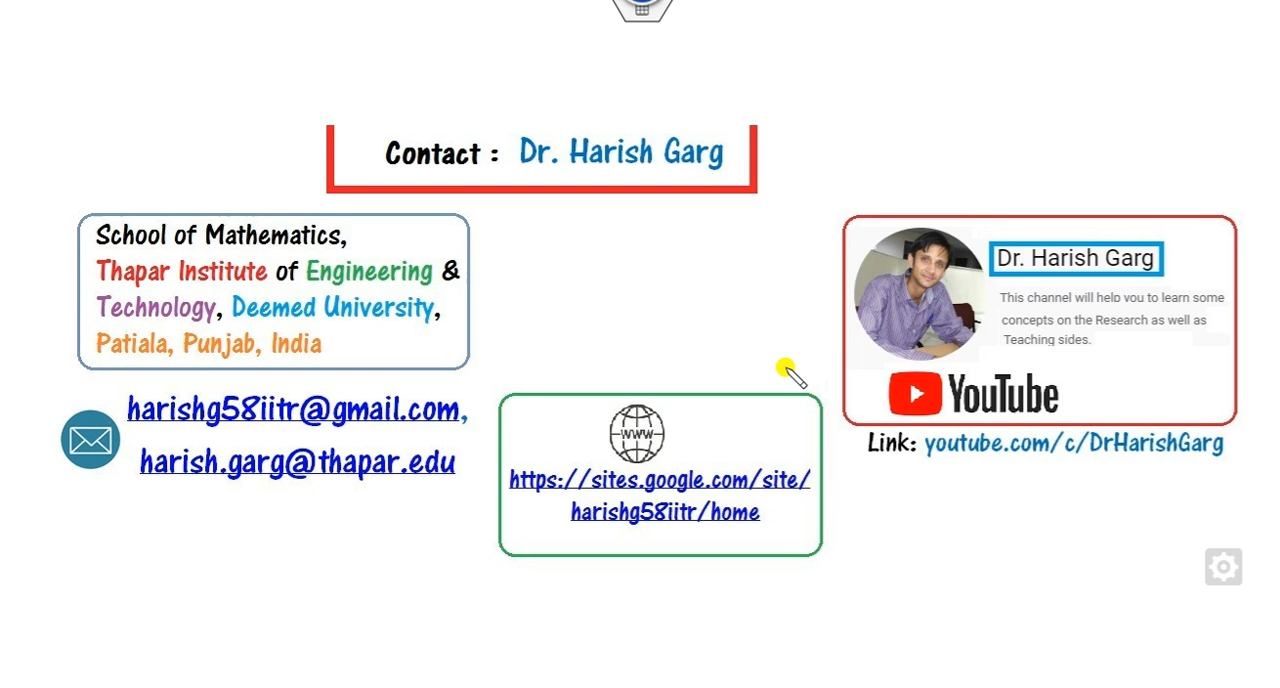 Contact : Dr. Harish Garg
School of Mathematics,
Thapar Institute of Engineering &
Technology, Deemed University,
Patiala, Punjab, India
harishg58iitr@gmail.com,
harish.garg@thapar.edu
www
https://sites.google.com/site/
harishg58iitr/home
Dr. Harish Garg
This channel will help you to learn some
concepts on the Research as well as
Teaching sides.
YouTube
Link: youtube.com/c/DrHarishGarg